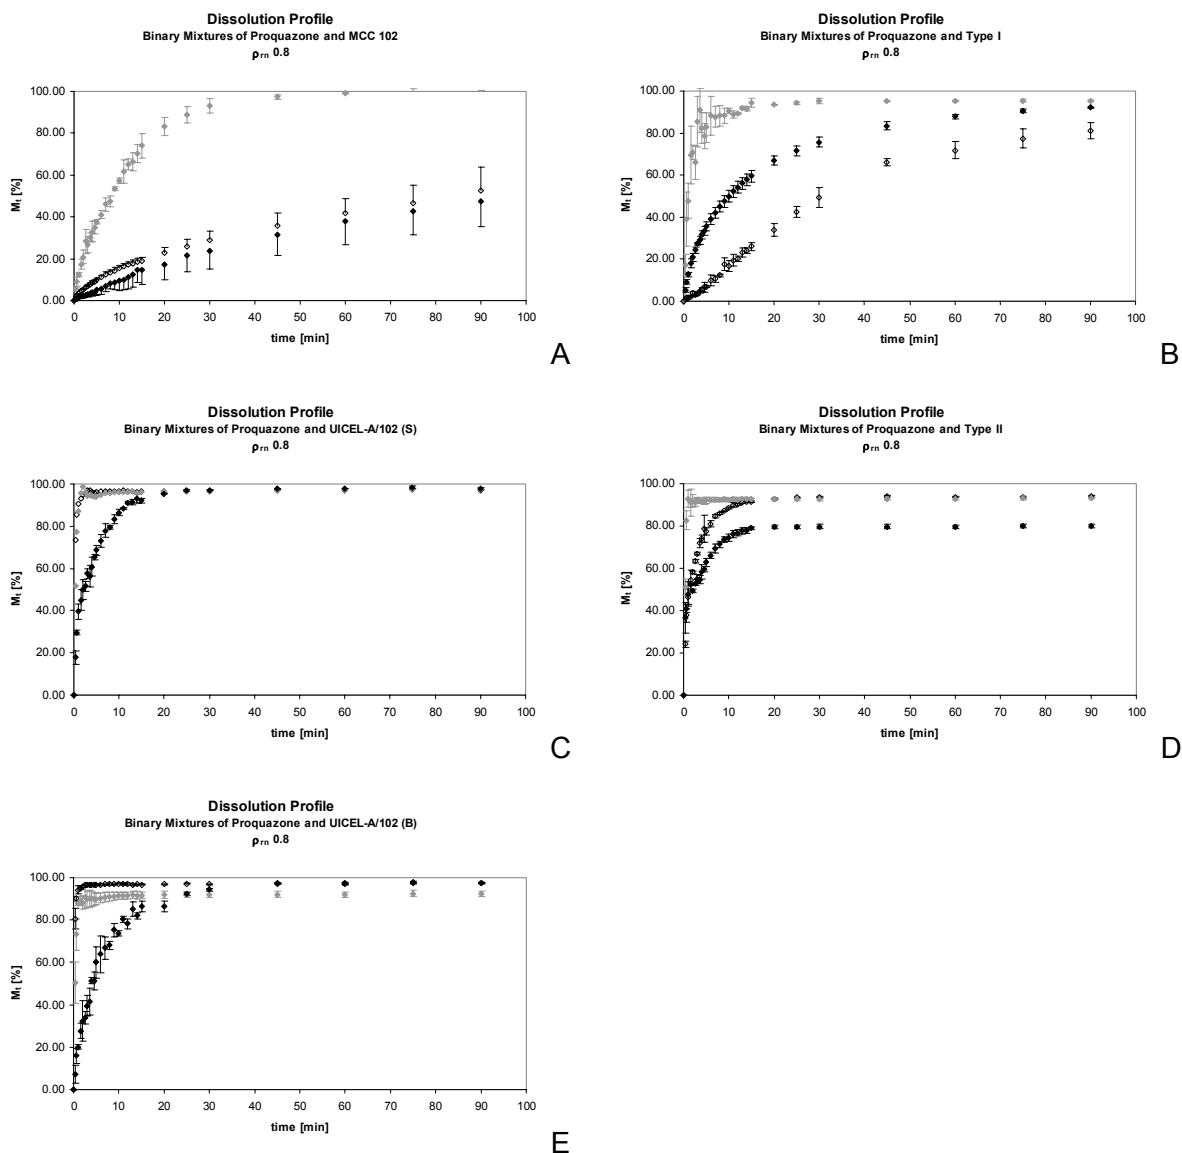 Dissolution Profile
Binary Mixtures of Proquazone and MCC 102
ρrn 0.8
100.00
80.00
60.00
40.00
20.00
0.00
Mt [%]
0 10 20 30 40 50 60 70 80 90 100
time [min]
A
Dissolution Profile
Binary Mixtures of Proquazone and Type I
ρrn 0.8
100.00
80.00
60.00
40.00
20.00
0.00
Mt [%]
0 10 20 30 40 50 60 70 80 90 100
time [min]
B
Dissolution Profile
Binary Mixtures of Proquazone and UICEL-A/102 (S)
ρrn 0.8
100.00
80.00
60.00
40.00
20.00
0.00
Mt [%]
0 10 20 30 40 50 60 70 80 90 100
time [min]
C
Dissolution Profile
Binary Mixtures of Proquazone and Type II
ρrn 0.8
100.00
80.00
60.00
40.00
20.00
0.00
Mt [%]
0 10 20 30 40 50 60 70 80 90 100
time [min]
D
Dissolution Profile
Binary Mixtures of Proquazone and UICEL-A/102 (B)
ρrn 0.8
100.00
80.00
60.00
40.00
20.00
0.00
Mt [%]
0 10 20 30 40 50 60 70 80 90 100
time [min]
E